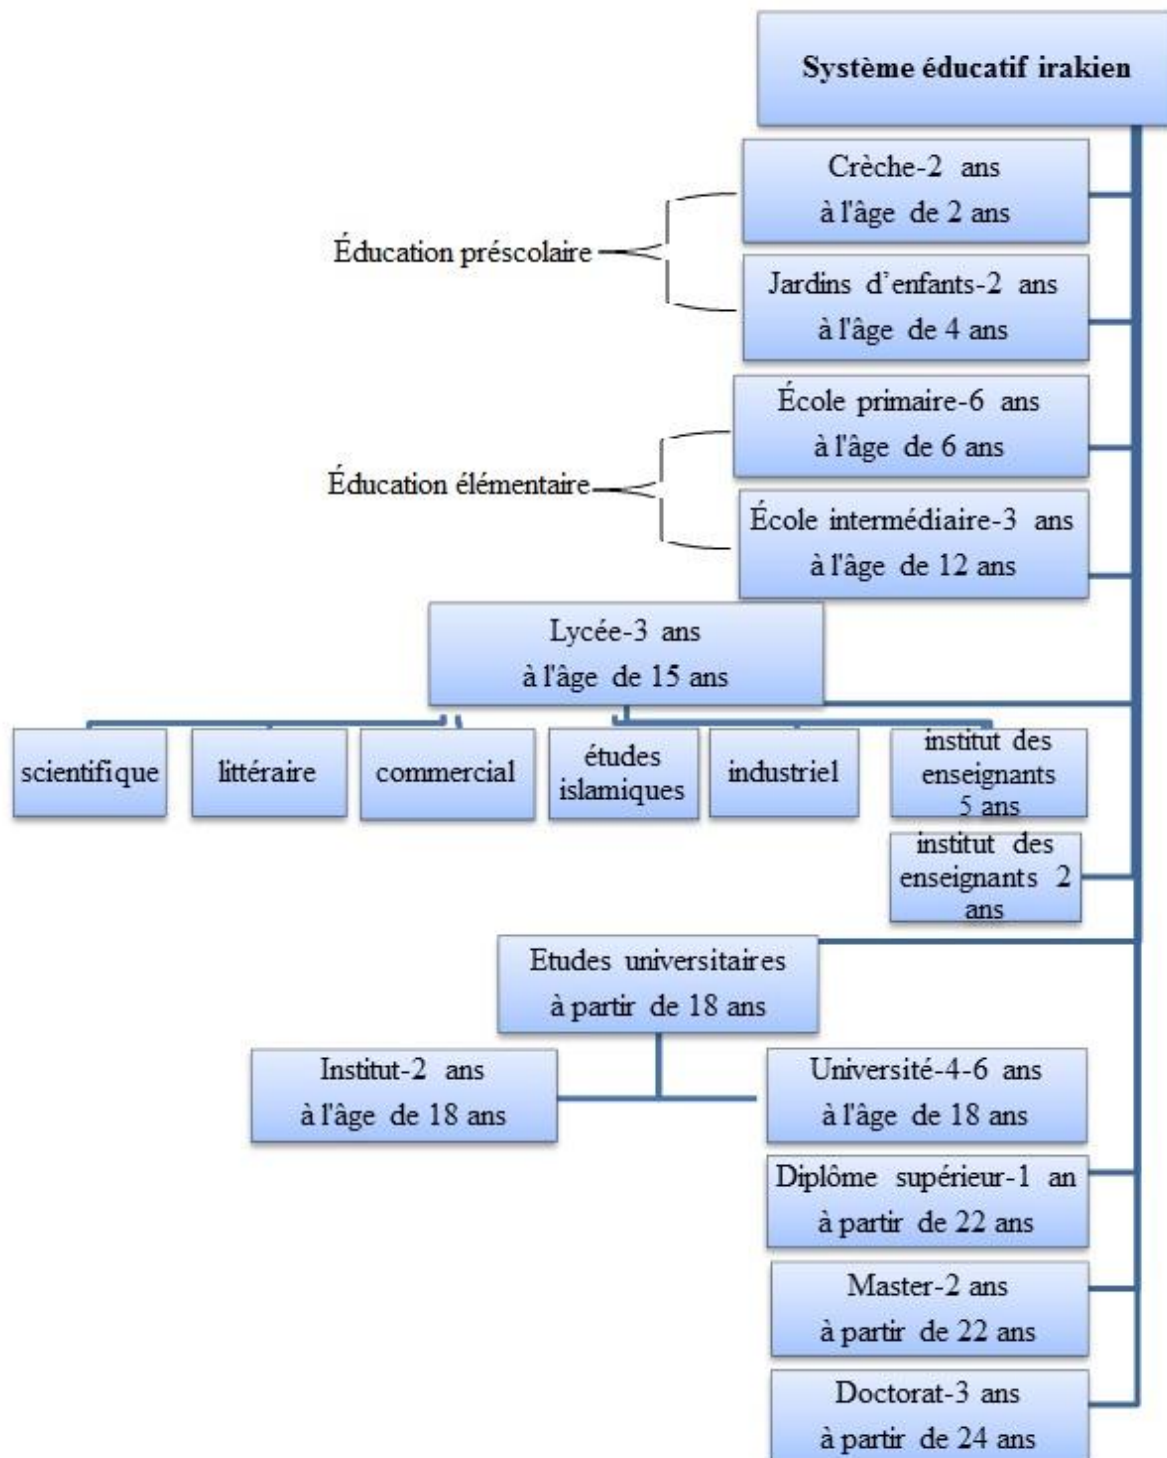 Système éducatif irakien
Crèche-2 ans
à l'âge de 2 ans
Éducation préscolaire
Jardins d’enfants-2 ans
à l'âge de 4 ans
École primaire-6 ans
à l'âge de 6 ans
Éducation élémentaire
École intermédiaire-3 ans
à l'âge de 12 ans
Lycée-3 ans
à l'âge de 15 ans
scientifique
littéraire
commercial
études
islamiques
industriel
institut des
enseignants
5 ans
institut des
enseignants 2
ans
Etudes universitaires
à partir de 18 ans
Institut-2 ans
à l'âge de 18 ans
Université-4-6 ans
à l'âge de 18 ans
Diplôme supérieur-1 an
à partir de 22 ans
Master-2 ans
à partir de 22 ans
Doctorat-3 ans
à partir de 24 ans